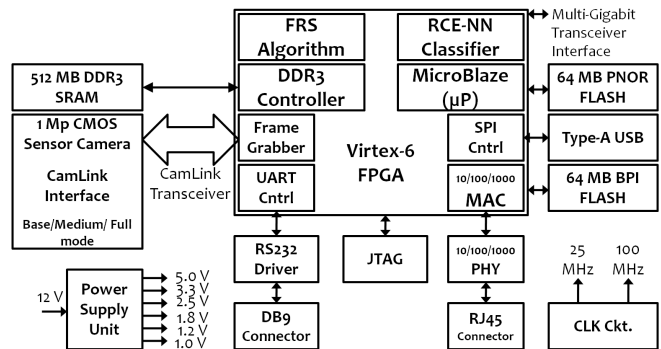 FRS
Algorithm
RCE-NN
Classifier
Multi-Gigabit
Transceiver
Interface
512 MB DDR3
SRAM
DDR3
Controller
MicroBlaze
(µP)
64 MB PNOR
FLASH
1 Mp CMOS
Sensor Camera
CamLink
Interface
Base/Medium/ Full
mode
CamLink
Transceiver
Frame
Grabber
Virtex-6
FPGA
SPI
Cntrl
Type-A USB
UART
Cntrl
10/100/1000
MAC
64 MB BPI
FLASH
RS232
Driver
JTAG
10/100/1000
PHY
25
MHz
100
MHz
12 V
Power
Supply
Unit
5.0 V
3.3 V
2.5 V
1.8 V
1.2 V
1.0 V
DB9
Connector
RJ45
Connector
CLK Ckt.